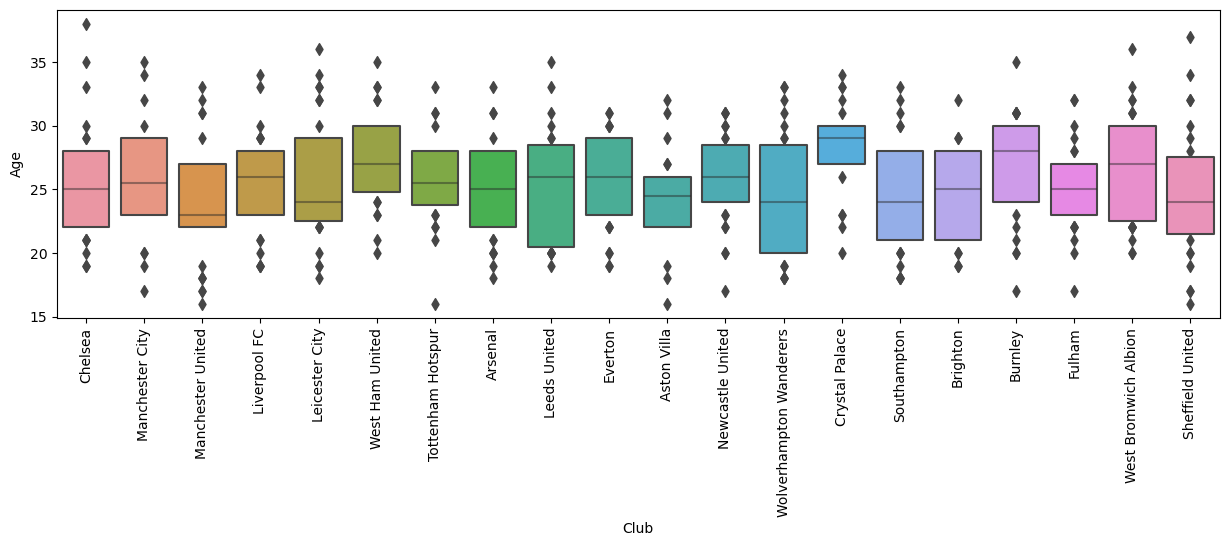 Age
35
30
25
20
15
Chelsea
Manchester City
Manchester United
Liverpool FC
Leicester City
West Ham United
Tottenham Hotspur
Arsenal
Leeds United
Everton
Aston Villa
Newcastle United
Wolverhampton Wanderers
Crystal Palace
Southampton
Brighton
Burnley
Fulham
West Bromwich Albion
Sheffield United
Club